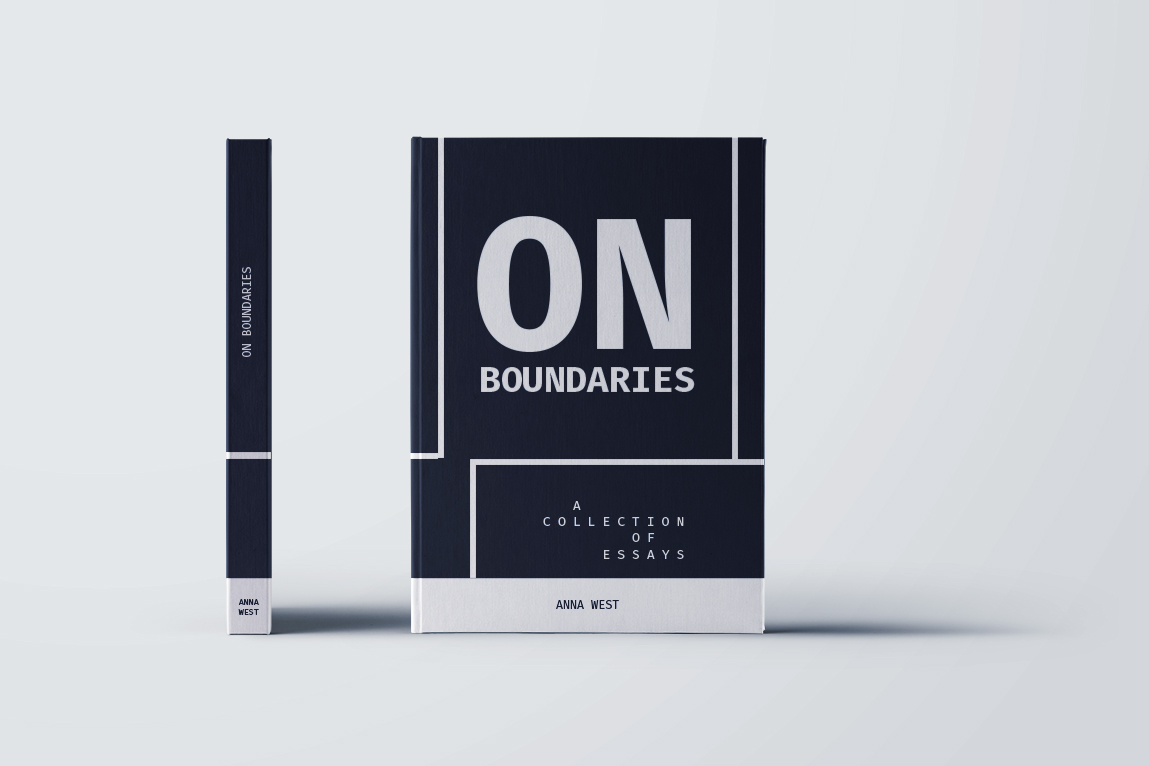 ON BOUNDARIES
ANNA
WEST
ON
BOUNDARIES
A
COLLECTION
OF
ESSAYS
ANNA WEST